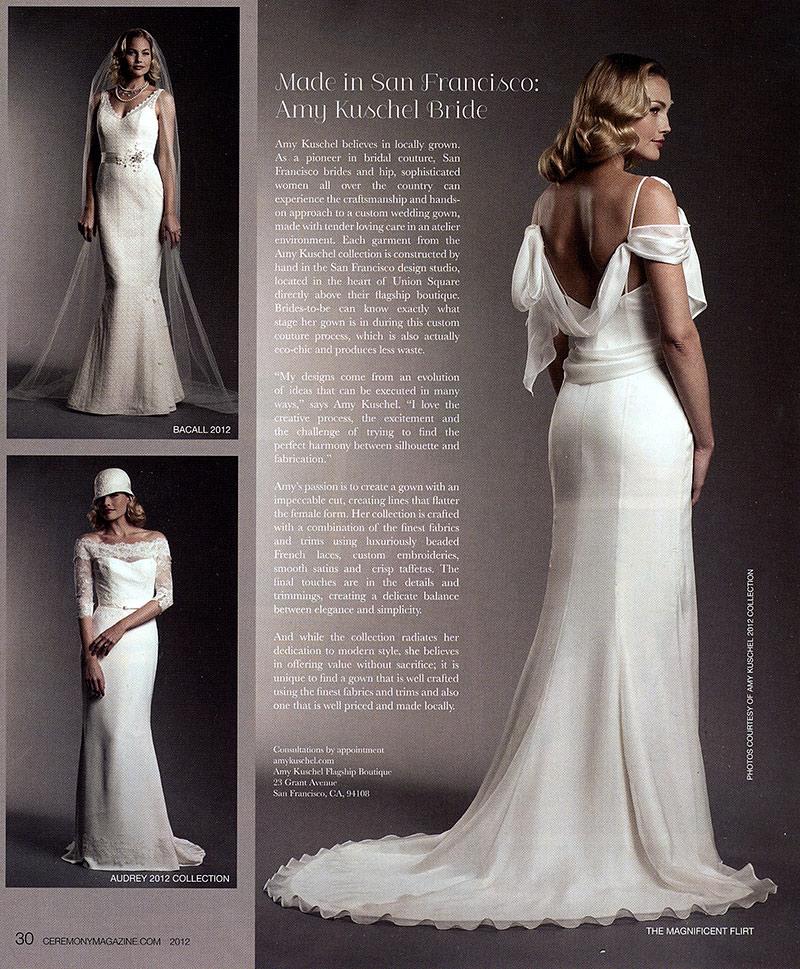 Made in San Francisco:
Amy Kuschel Bride
Amy Kuschel believes in locally grown.
As a pioneer in bridal couture, San
Francisco brides and hip, sophisticated
women all over the country can
experience the craftsmanship and hands-
on approach to a custom wedding gown,
made with tender loving care in an atelier
environment. Each garment from the
Amy Kuschel collection is constructed by
hand in the San Francisco design studio,
located in the heart of Union Square
directly above their flagship boutique.
Brides-to-be can know exactly what
stage her gown is in during this custom
couture process, which is also actually
eco-chic and produces less waste.
“My designs come from an evolution
of ideas that can be executed in many
ways,” says Amy Kuschel. “I love the
creative process, the excitement and
the challenge of trying to find the
perfect harmony between silhouette and
fabrication.”
Amy’s passion is to create a gown with an
impeccable cut, creating lines that flatter
the female form. Her collection is crafted
with a combination of the finest fabrics
and trims using luxuriously beaded
French laces, custom embroideries,
smooth satins and crisp taffetas. The
final touches are in the details and
trimmings, creating a delicate balance
between elegance and simplicity.
And while the collection radiates her
dedication to modern style, she believes
in offering value without sacrifice; it is
unique to find a gown that is well crafted
using the finest fabrics and trims and also
one that is well priced and made locally.
Consultations by appointment
amykuschel.com
Amy Kuschel Flagship Boutique
23 Grant Avenue
San Francisco, CA, 94108
BACALL 2012
AUDREY 2012 COLLECTION
PHOTOS COURTESY OF AMY KUSCHEL 2012 COLLECTION
THE MAGNIFICENT FLIRT
30 CEREMONYMAGAZINE.COM 2012